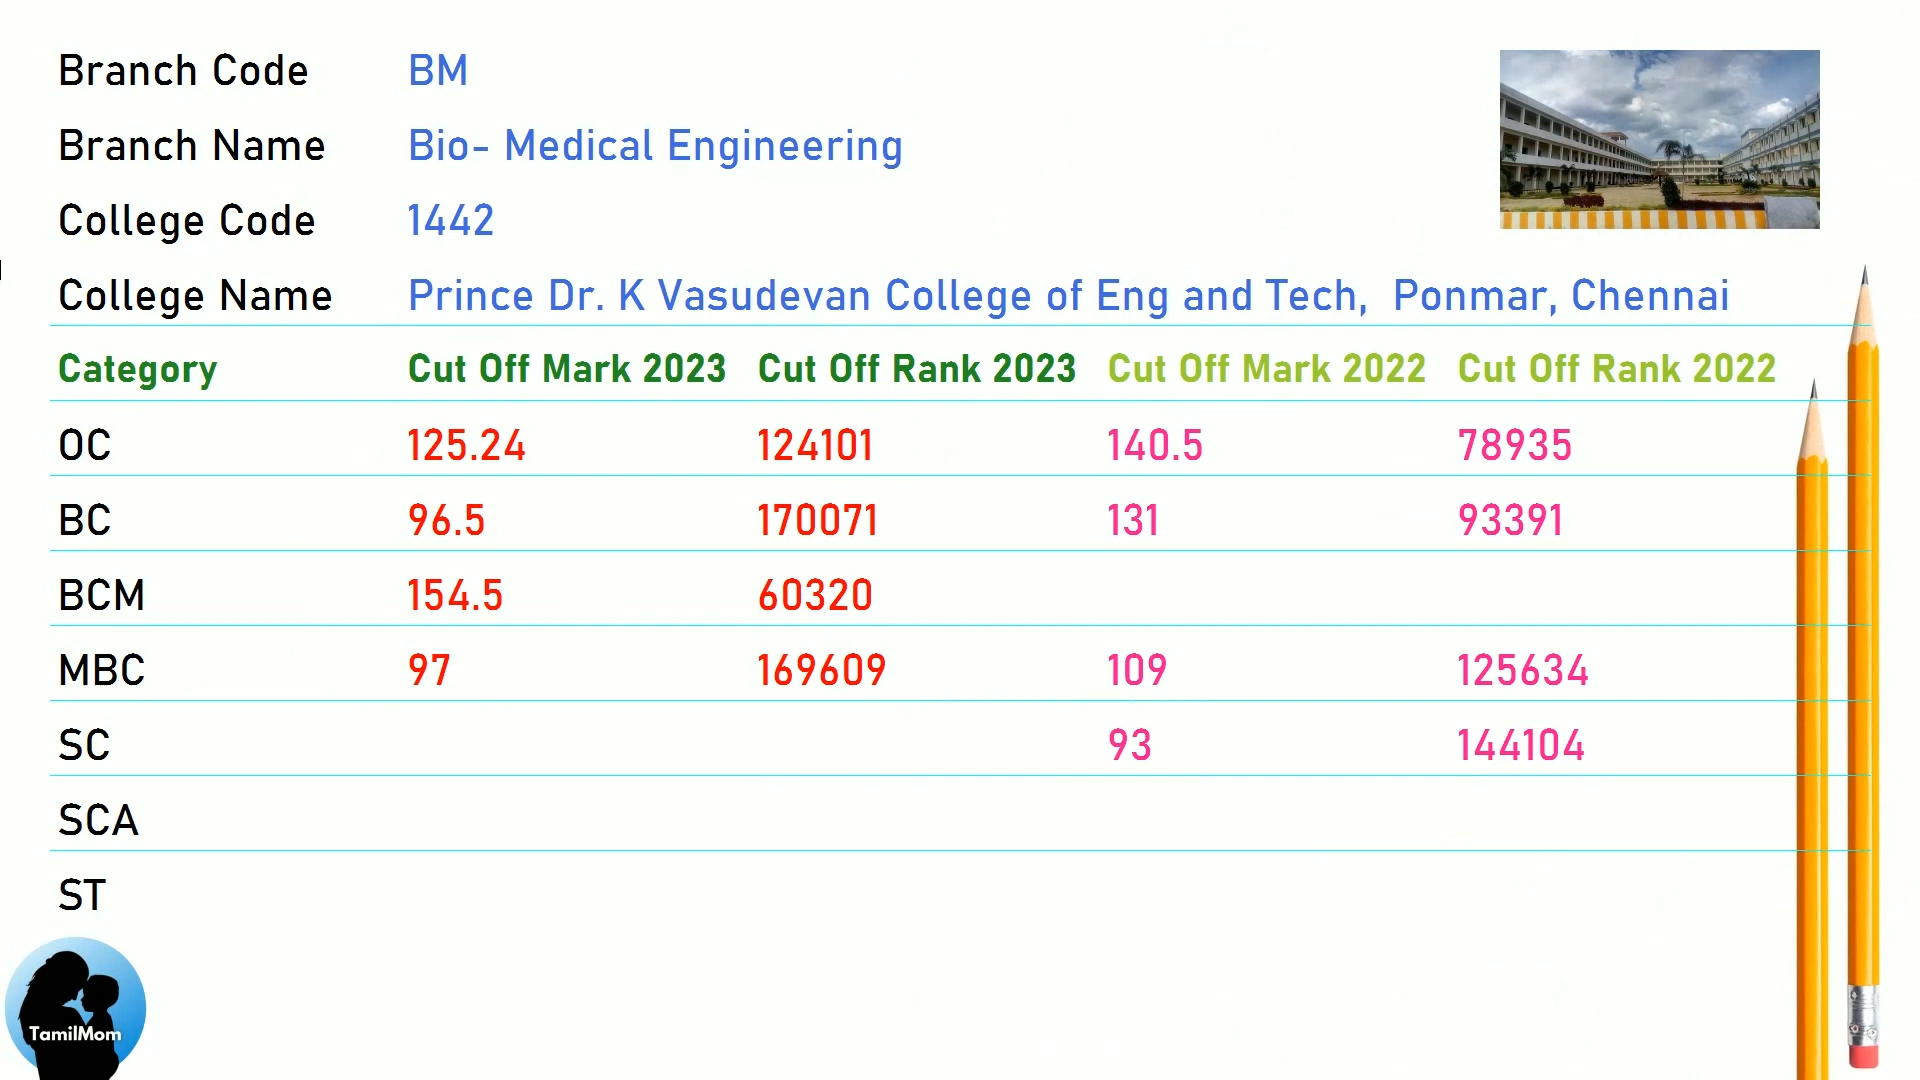 Branch Code BM
Branch Name Bio- Medical Engineering
College Code 1442
College Name Prince Dr. K Vasudevan College of Eng and Tech, Ponmar, Chennai
Category Cut Off Mark 2023 Cut Off Rank 2023 Cut Off Mark 2022 Cut Off Rank 2022
OC 125.24 124101 140.5 78935
BC 96.5 170071 131 93391
BCM 154.5 60320
MBC 97 169609 109 125634
SC 93 144104
SCA
ST
TamilMom